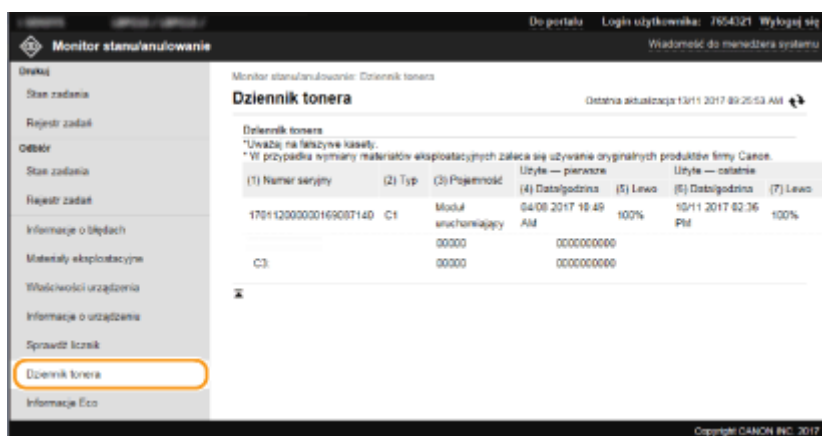 Do portalu Login użytkownika: 7654321 Wyloguj się
Monitor stanu/anulowanie Wiadomość do menedżera systemu
Drukuj
Stan zadania
Rejestr zadań
Odbiór
Stan zadania
Rejestr zadań
Informacje o błędach
Materiały eksploatacyjne
Właściwości urządzenia
Informacje o urządzeniu
Sprawdź licznik
Dziennik tonera
Informacje Eco
Monitor stanu/anulowanie: Dziennik tonera
Dziennik tonera Ostatnia aktualizacja:13/11 2017 09:25:53 AM
Dziennik tonera
*Uważaj na fałszywe kasety.
* W przypadku wymiany materiałów eksploatacyjnych zaleca się używanie oryginalnych produktów firmy Canon.
(1) Numer seryjny (2) Typ (3) Pojemność Użyte — pierwsze Użyte — ostatnie
(4) Data/godzina (5) Lewo (6) Data/godzina (7) Lewo
170112000000169087140 C1 Moduł uruchamiający 04/08 2017 10:49 AM 100% 10/11 2017 02:36 PM 100%
00000 0000000000
C3: 00000 0000000000
Copyright CANON INC. 2017